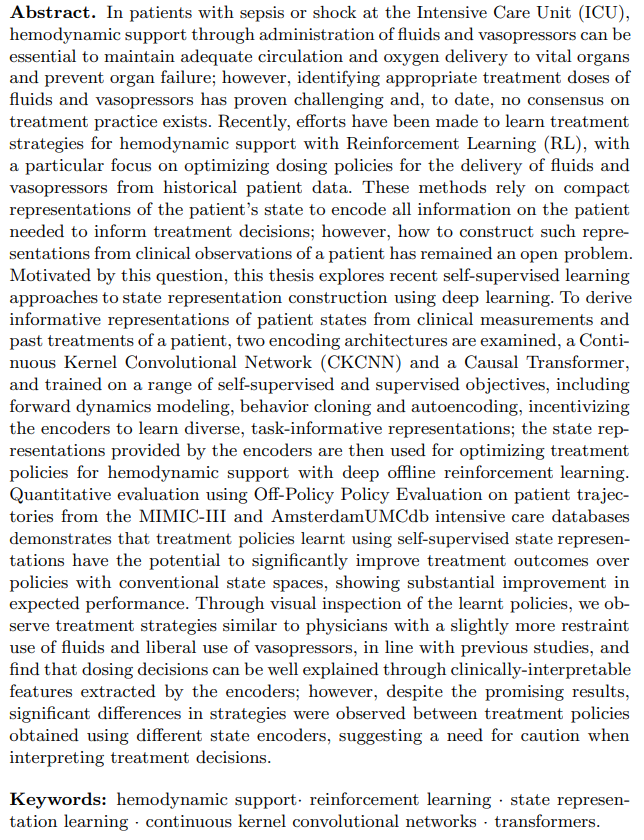 Abstract. In patients with sepsis or shock at the Intensive Care Unit (ICU),
hemodynamic support through administration of fluids and vasopressors can be
essential to maintain adequate circulation and oxygen delivery to vital organs
and prevent organ failure; however, identifying appropriate treatment doses of
fluids and vasopressors has proven challenging and, to date, no consensus on
treatment practice exists. Recently, efforts have been made to learn treatment
strategies for hemodynamic support with Reinforcement Learning (RL), with
a particular focus on optimizing dosing policies for the delivery of fluids and
vasopressors from historical patient data. These methods rely on compact
representations of the patient's state to encode all information on the patient
needed to inform treatment decisions; however, how to construct such repre-
sentations from clinical observations of a patient has remained an open problem.
Motivated by this question, this thesis explores recent self-supervised learning
approaches to state representation construction using deep learning. To derive
informative representations of patient states from clinical measurements and
past treatments of a patient, two encoding architectures are examined, a Conti-
nuous Kernel Convolutional Network (CKCNN) and a Causal Transformer,
and trained on a range of self-supervised and supervised objectives, including
forward dynamics modeling, behavior cloning and autoencoding, incentivizing
the encoders to learn diverse, task-informative representations; the state rep-
resentations provided by the encoders are then used for optimizing treatment
policies for hemodynamic support with deep offline reinforcement learning.
Quantitative evaluation using Off-Policy Policy Evaluation on patient trajec-
tories from the MIMIC-III and AmsterdamUMCdb intensive care databases
demonstrates that treatment policies learnt using self-supervised state represen-
tations have the potential to significantly improve treatment outcomes over
policies with conventional state spaces, showing substantial improvement in
expected performance. Through visual inspection of the learnt policies, we ob-
serve treatment strategies similar to physicians with a slightly more restraint
use of fluids and liberal use of vasopressors, in line with previous studies, and
find that dosing decisions can be well explained through clinically-interpretable
features extracted by the encoders; however, despite the promising results,
significant differences in strategies were observed between treatment policies
obtained using different state encoders, suggesting a need for caution when
interpreting treatment decisions.
Keywords: hemodynamic support· reinforcement learning · state represen-
tation learning · continuous kernel convolutional networks · transformers.